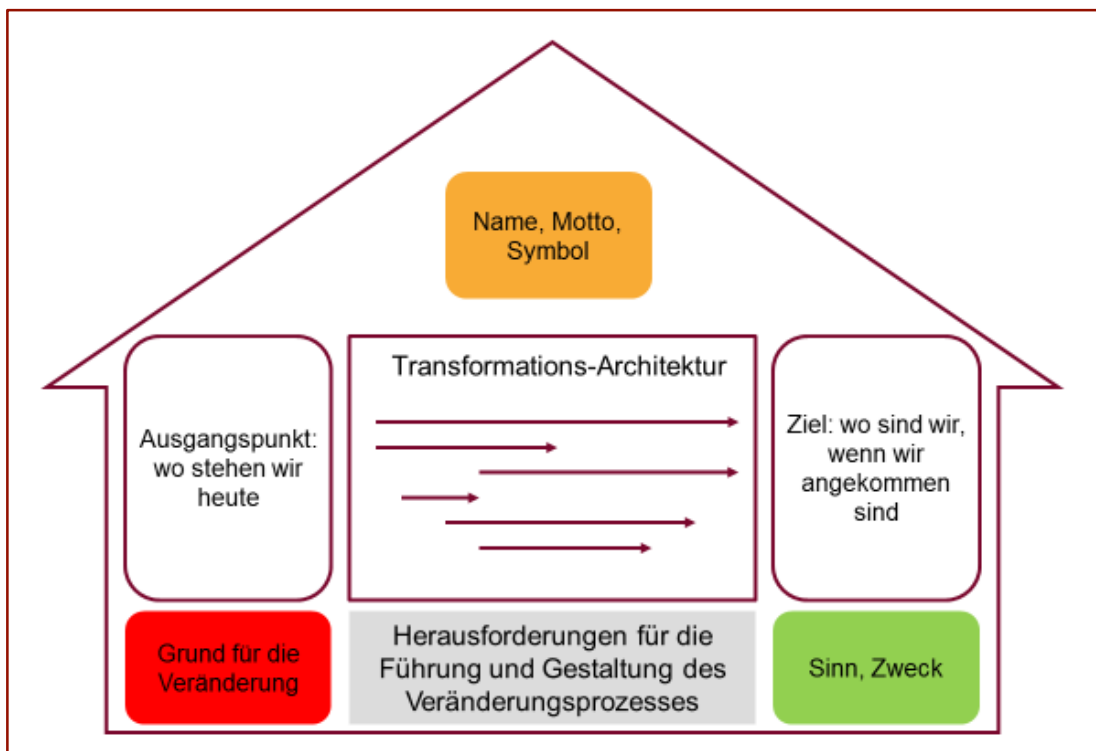 Name, Motto,
Symbol
Transformations-Architektur
Ausgangspunkt:
wo stehen wir
heute
Ziel: wo sind wir,
wenn wir
angekommen
sind
Grund für die
Veränderung
Herausforderungen für die
Führung und Gestaltung des
Veränderungsprozesses
Sinn, Zweck